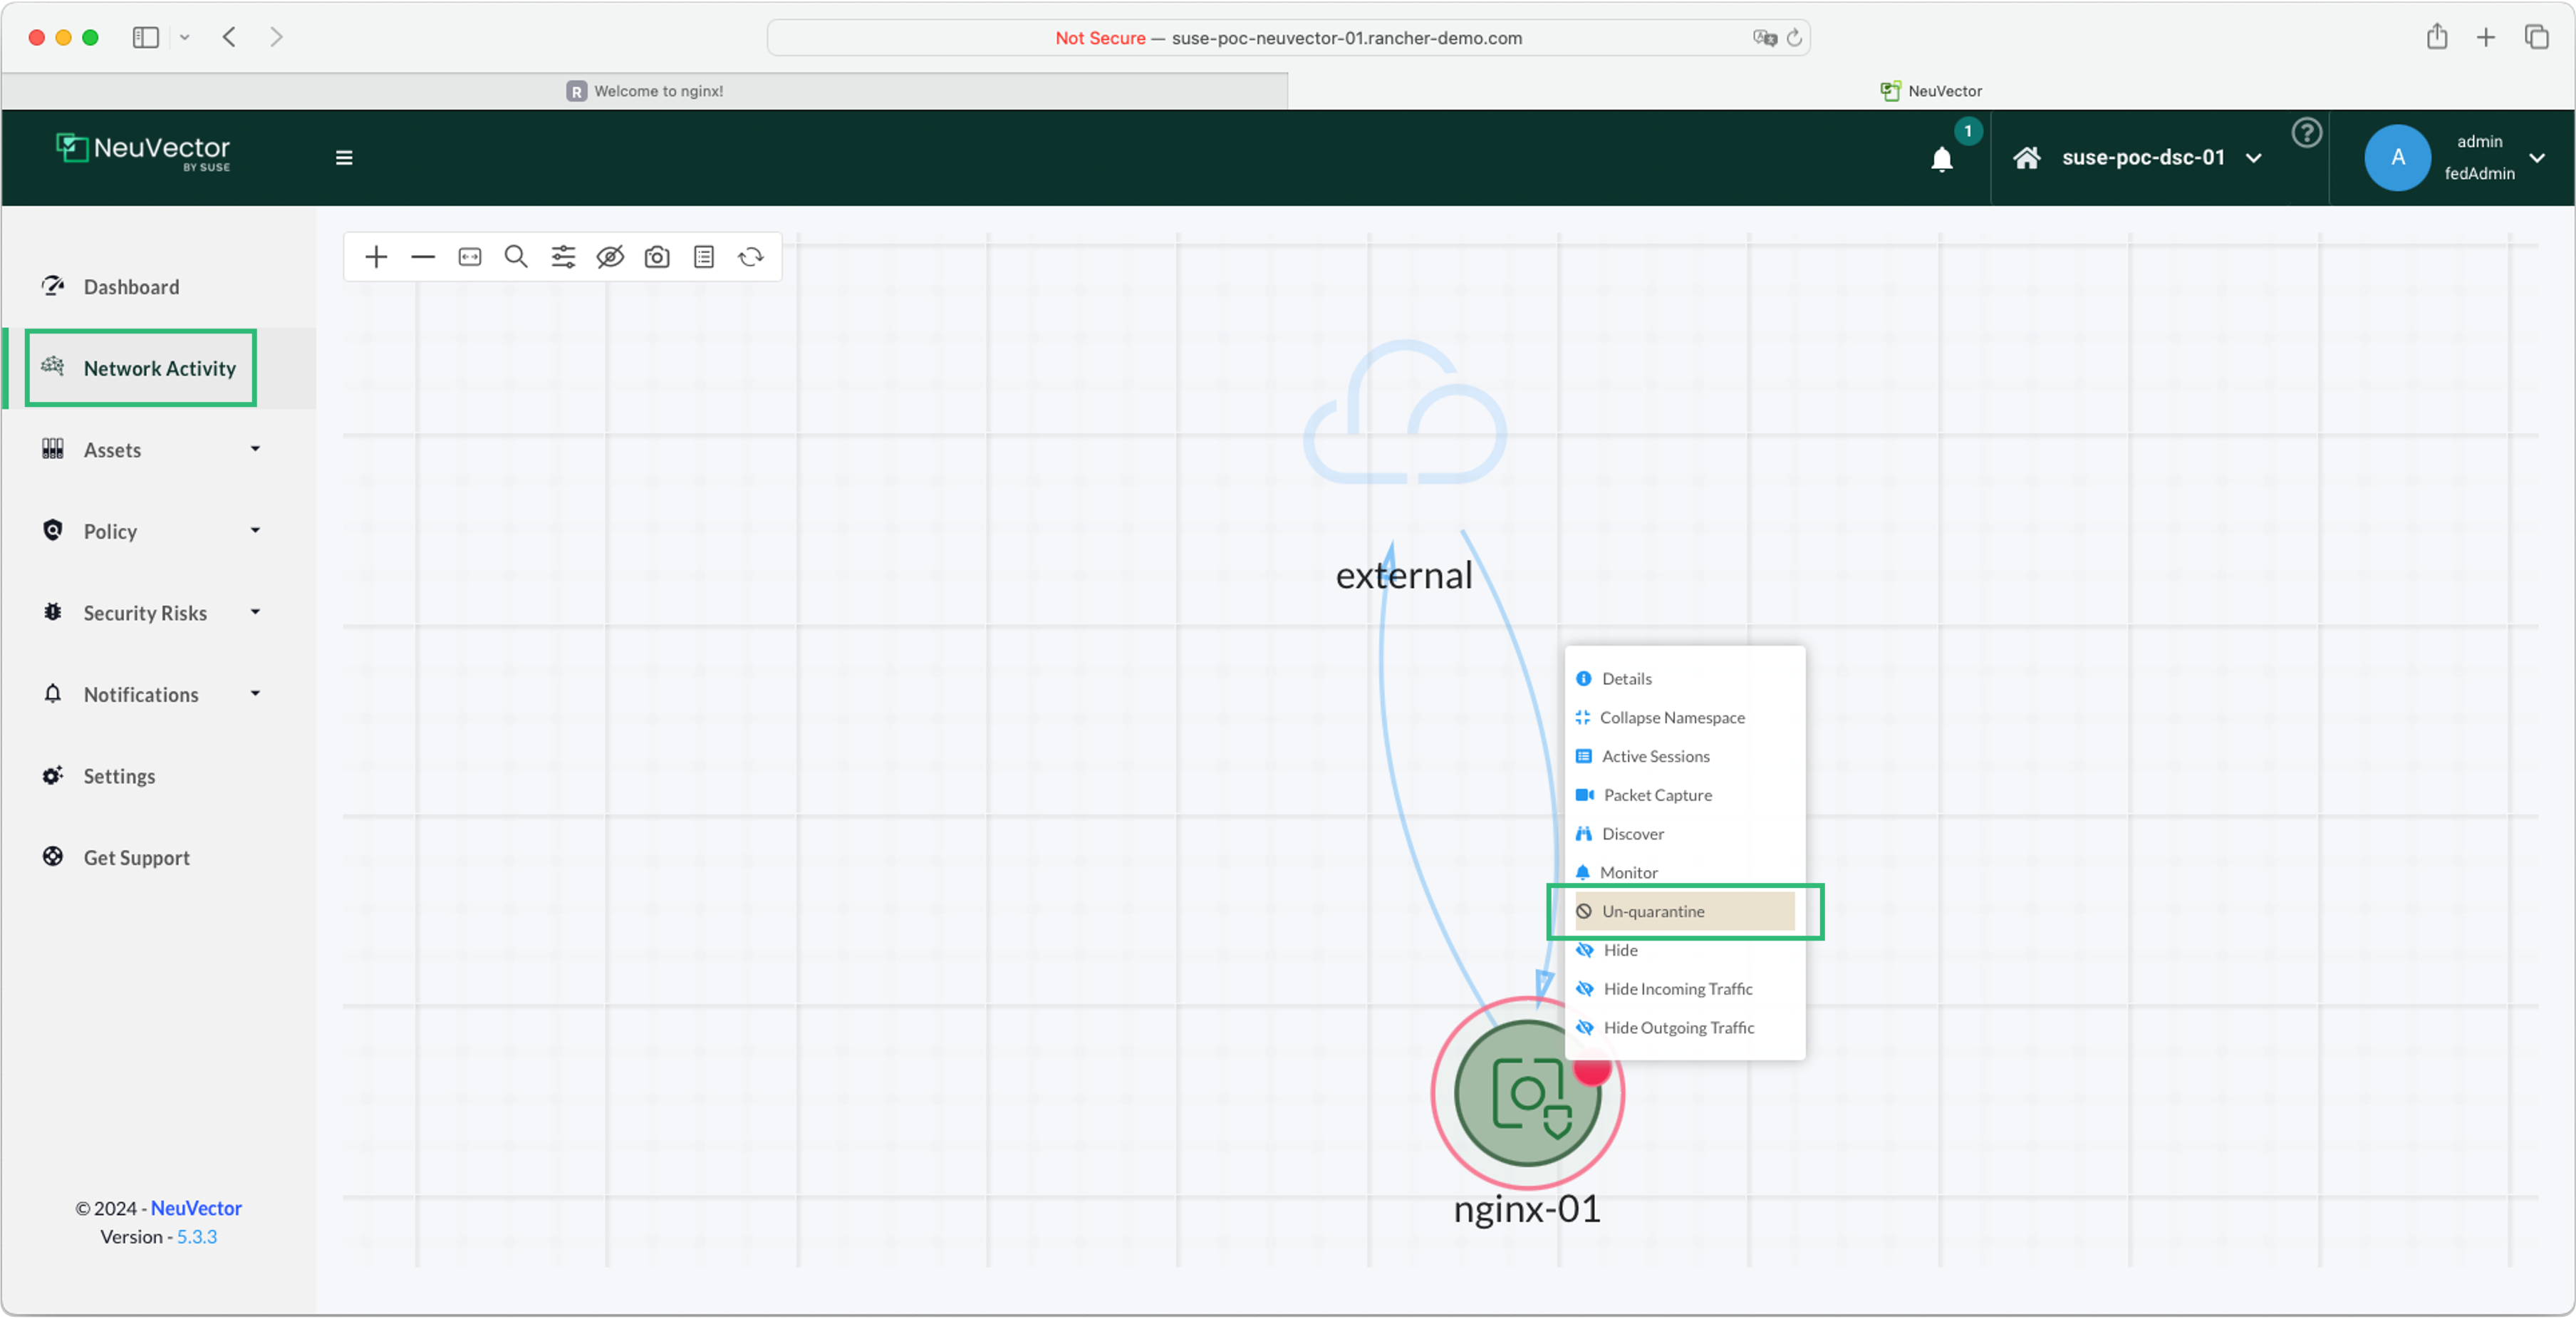 Not Secure — suse-poc-neuvector-01.rancher-demo.com
R Welcome to nginx!
NeuVector
NeuVector
BY SUSE
1
suse-poc-dsc-01
?
A
admin
fedAdmin
Dashboard
Network Activity
Assets
Policy
Security Risks
Notifications
Settings
Get Support
© 2024 - NeuVector
Version - 5.3.3
external
Details
Collapse Namespace
Active Sessions
Packet Capture
Discover
Monitor
Un-quarantine
Hide
Hide Incoming Traffic
Hide Outgoing Traffic
nginx-01